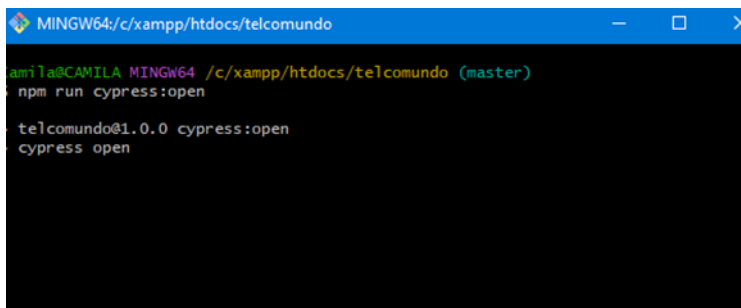 MINGW64:/c/xampp/htdocs/telcomundo
amila@CAMILA MINGW64 /c/xampp/htdocs/telcomundo (master)
$ npm run cypress:open
> telcomundo@1.0.0 cypress:open
> cypress open